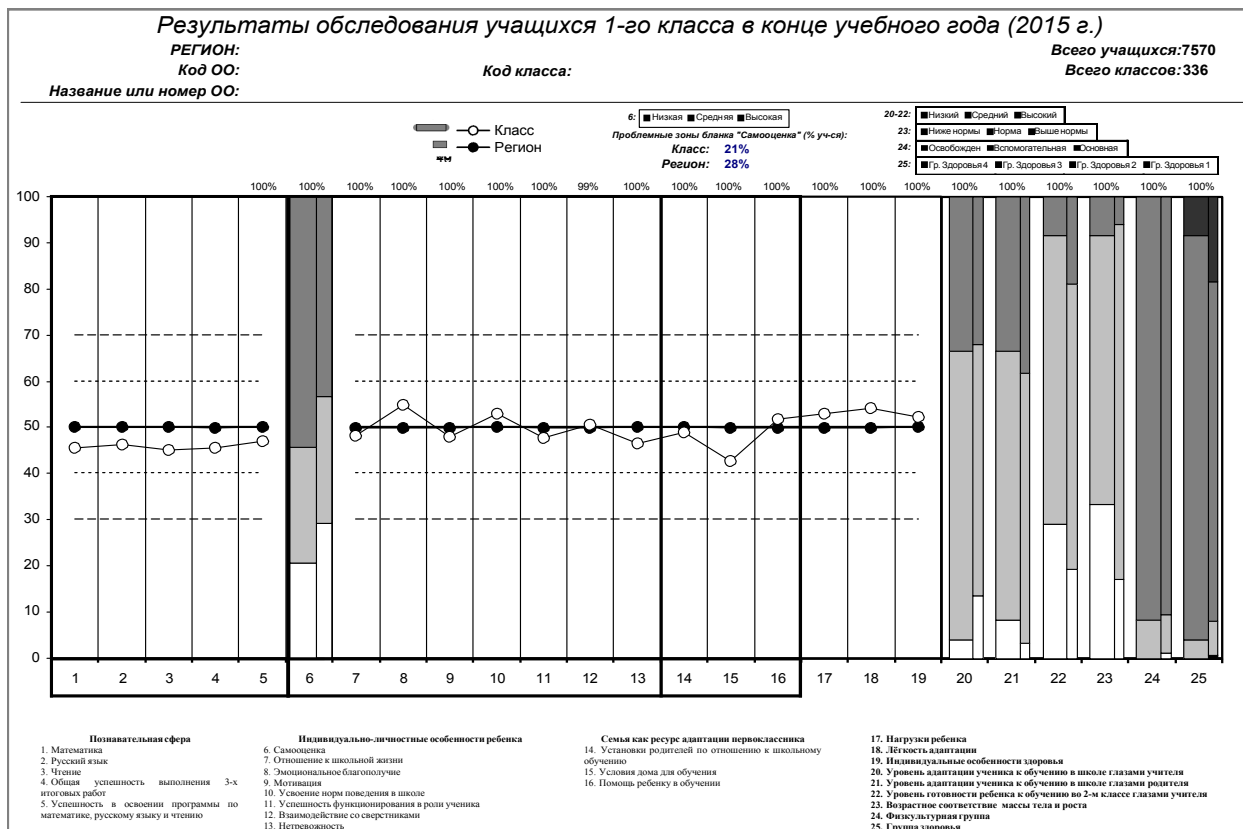 Результаты обследования учащихся 1-го класса в конце учебного года (2015 г.)
РЕГИОН:
Всего учащихся:7570
Код ОО:
Код класса:
Всего классов:336
Название или номер ОО:
Класс
Регион
6: Низкая Средняя Высокая
Проблемные зоны бланка "Самооценка" (% уч-ся):
Класс: 21%
Регион: 28%
20-22: Низкий Средний Высокий
23: Ниже нормы Норма Выше нормы
24: Освобожден Вспомогательная Основная
25: Гр. Здоровья 4 Гр. Здоровья 3 Гр. Здоровья 2 Гр. Здоровья 1
100% 100% 100% 100% 100% 100% 100% 99% 100% 100% 100% 100% 100% 100% 100% 100% 100% 100% 100% 100% 100%
100
90
80
70
60
50
40
30
20
10
0
1 2 3 4 5 6 7 8 9 10 11 12 13 14 15 16 17 18 19 20 21 22 23 24 25
Познавательная сфера
1. Математика
2. Русский язык
3. Чтение
4. Общая успешность выполнения 3-х
итоговых работ
5. Успешность в освоении программы по
математике, русскому языку и чтению
Индивидуально-личностные особенности ребенка
6. Самооценка
7. Отношение к школьной жизни
8. Эмоциональное благополучие
9. Мотивация
10. Усвоение норм поведения в школе
11. Успешность функционирования в роли ученика
12. Взаимодействие со сверстниками
13. Нетревожность
Семья как ресурс адаптации первоклассника
14. Установки родителей по отношению к школьному
обучению
15. Условия дома для обучения
16. Помощь ребенку в обучении
17. Нагрузки ребенка
18. Лёгкость адаптации
19. Индивидуальные особенности здоровья
20. Уровень адаптации ученика к обучению в школе глазами учителя
21. Уровень адаптации ученика к обучению в школе глазами родителя
22. Уровень готовности ребенка к обучению во 2-м классе глазами учителя
23. Возрастное соответствие массы тела и роста
24. Физкультурная группа
25. Группа здоровья